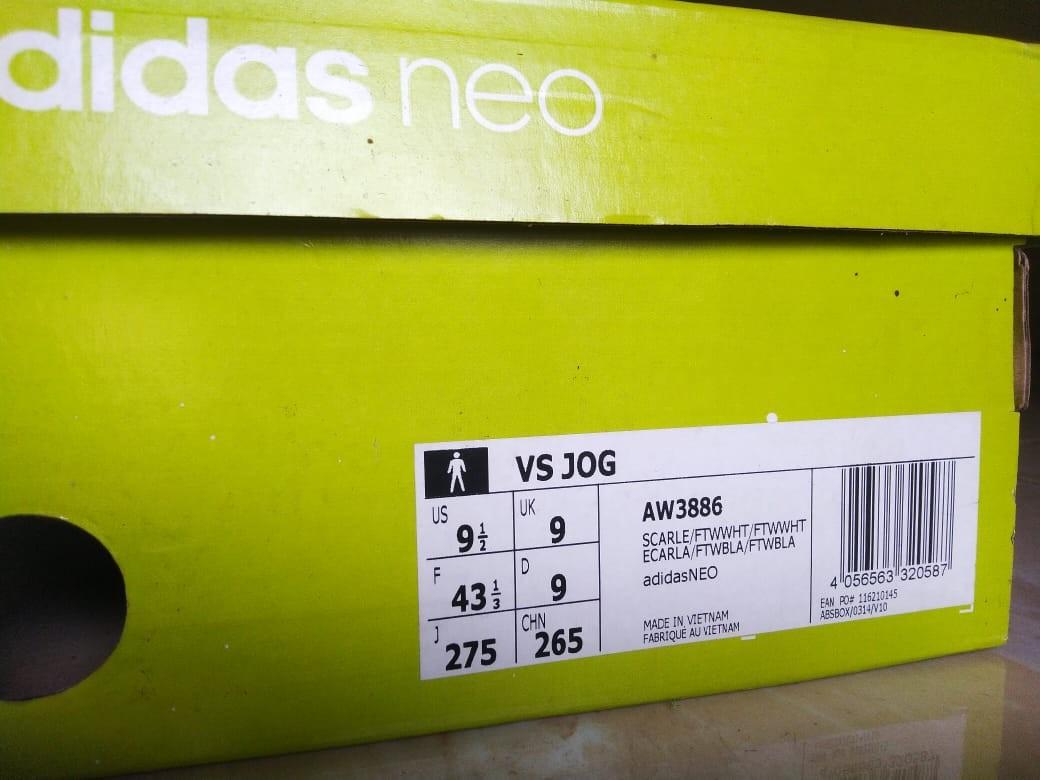 didas neo
VS JOG
US 9 1/2
UK 9
F 43 1/3
D 9
J 275
CHN 265
AW3886
SCARLE/FTWWHT/FTWWHT
ECARLA/FTWBLA/FTWBLA
adidasNEO
MADE IN VIETNAM
FABRIQUE AU VIETNAM
4 056563 320587
EAN PO# 116210145
ABSBOX/0314/V10